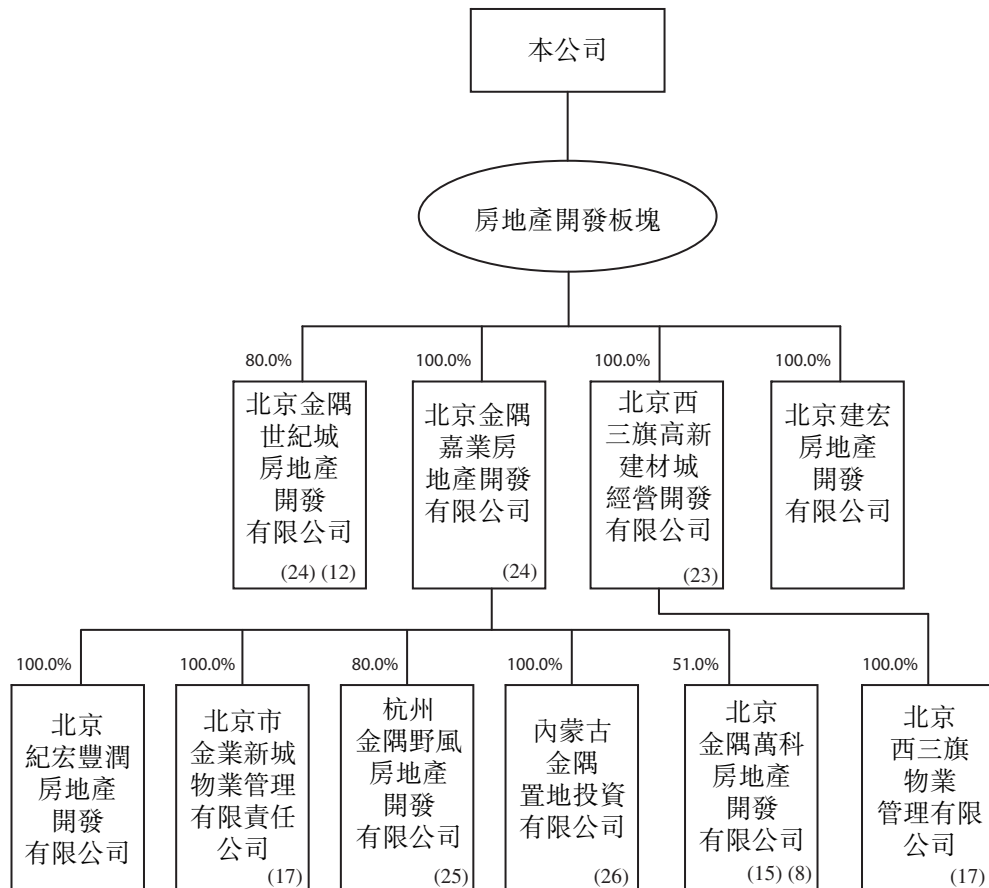 本公司
房地產開發板塊
80.0%
100.0%
100.0%
100.0%
北京金隅
世紀城
房地產
開發
有限公司
(24) (12)
北京金隅
嘉業房
地產開發
有限公司
(24)
北京西
三旗高新
建材城
經營開發
有限公司
(23)
北京建宏
房地產
開發
有限公司
100.0%
100.0%
80.0%
100.0%
51.0%
100.0%
北京
紀宏豐潤
房地產
開發
有限公司
北京市
金業新城
物業管理
有限責任
公司
(17)
杭州
金隅野風
房地產
開發
有限公司
(25)
內蒙古
金隅
置地投資
有限公司
(26)
北京
金隅萬科
房地產
開發
有限公司
(15) (8)
北京
西三旗
物業
管理有限
公司
(17)